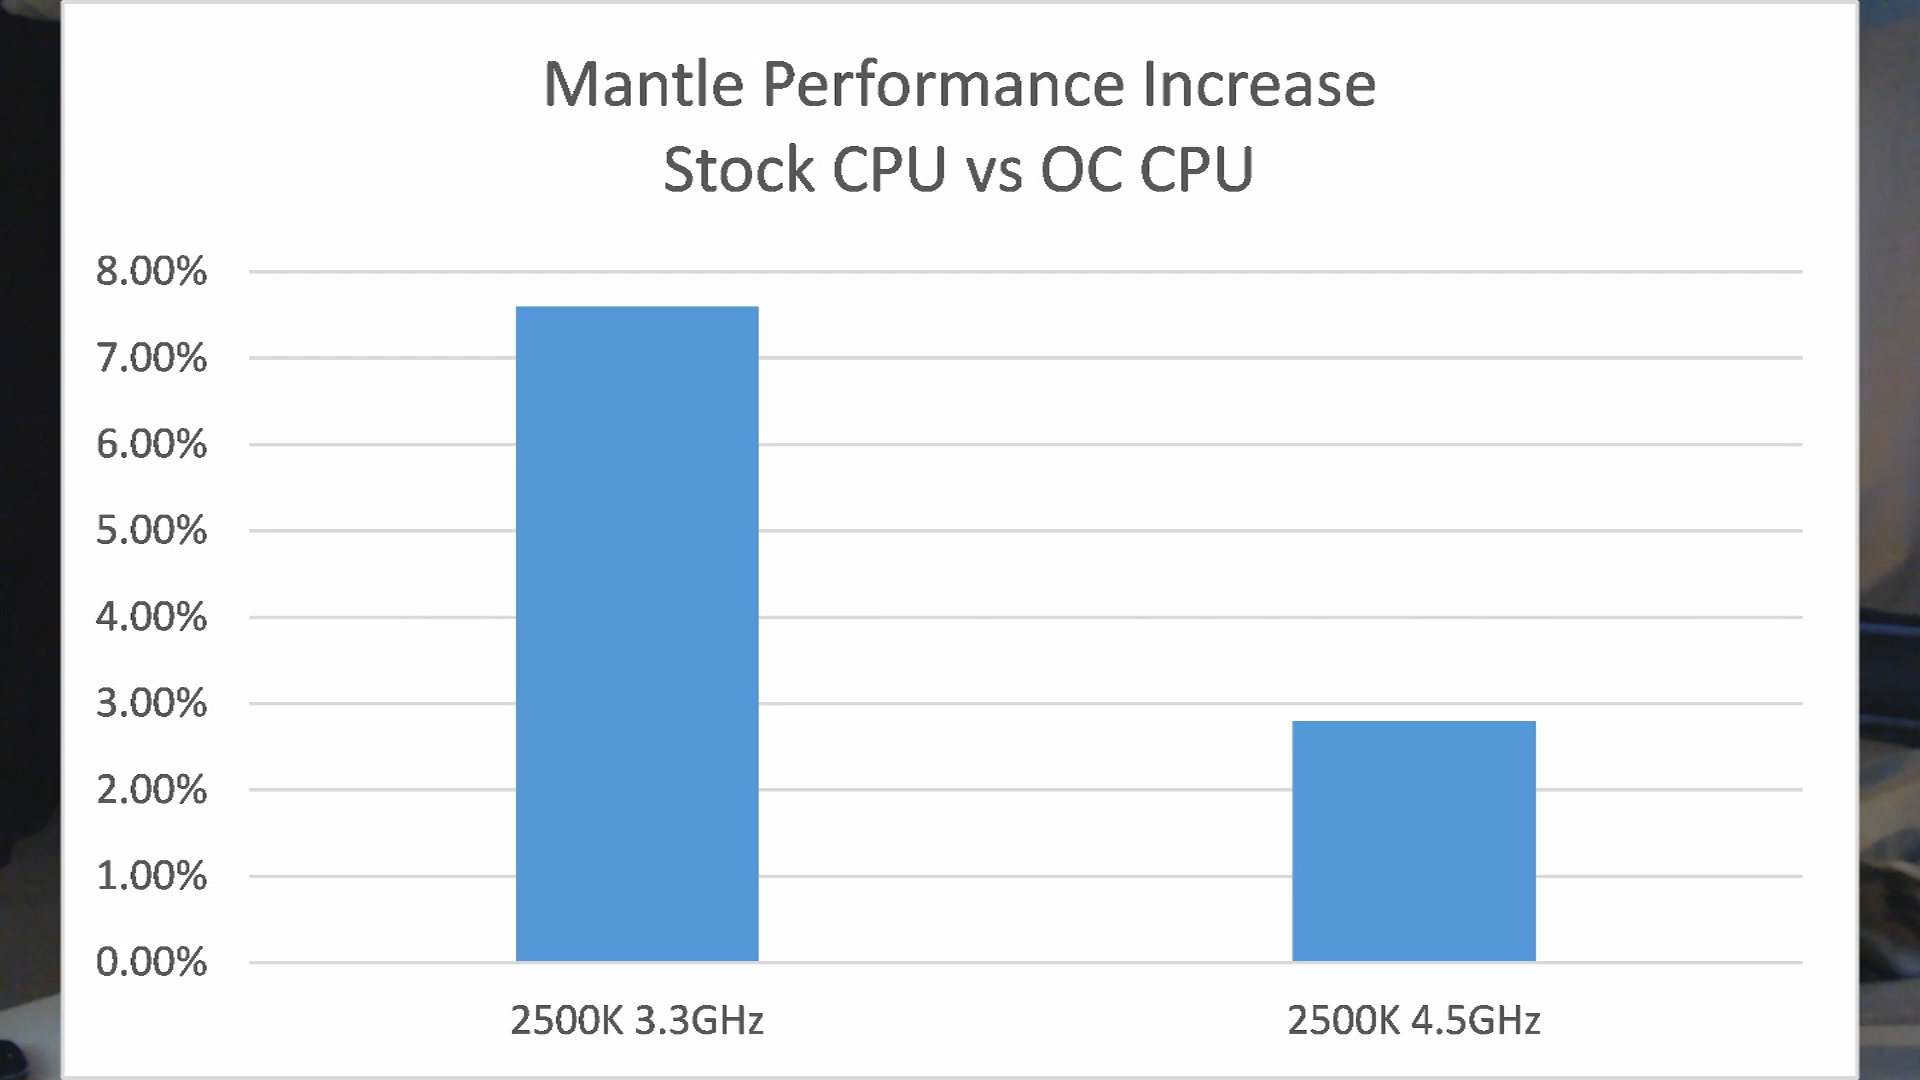 Mantle Performance Increase
Stock CPU vs OC CPU
8.00%
7.00%
6.00%
5.00%
4.00%
3.00%
2.00%
1.00%
0.00%
2500K 3.3GHz
2500K 4.5GHz